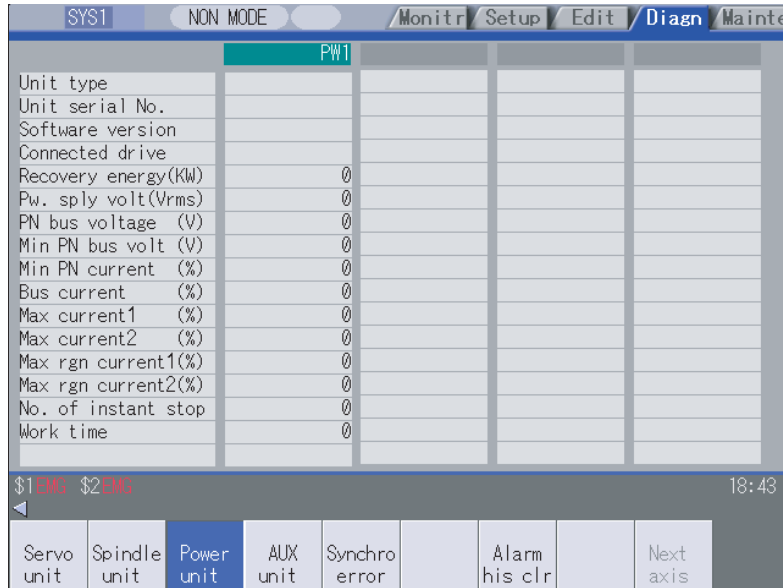 SYS1 NON MODE Monitr Setup Edit Diagn Mainte
PW1
Unit type
Unit serial No.
Software version
Connected drive
Recovery energy(KW) 0
Pw. sply volt(Vrms) 0
PN bus voltage (V) 0
Min PN bus volt (V) 0
Min PN current (%) 0
Bus current (%) 0
Max current1 (%) 0
Max current2 (%) 0
Max rgn current1(%) 0
Max rgn current2(%) 0
No. of instant stop 0
Work time 0
$1EMG $2EMG 18:43
Servo unit
Spindle unit
Power unit
AUX unit
Synchro error
Alarm his clr
Next axis